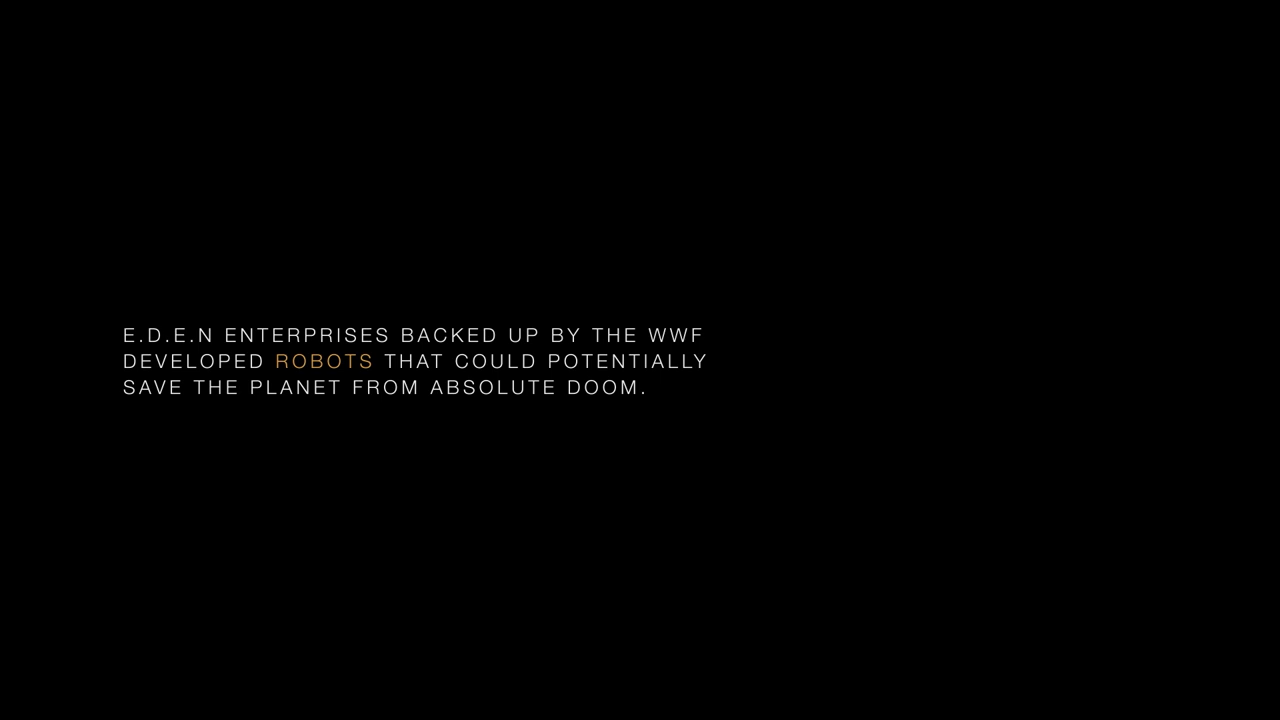 E.D.E.N ENTERPRISES BACKED UP BY THE WWF
DEVELOPED ROBOTS THAT COULD POTENTIALLY
SAVE THE PLANET FROM ABSOLUTE DOOM.